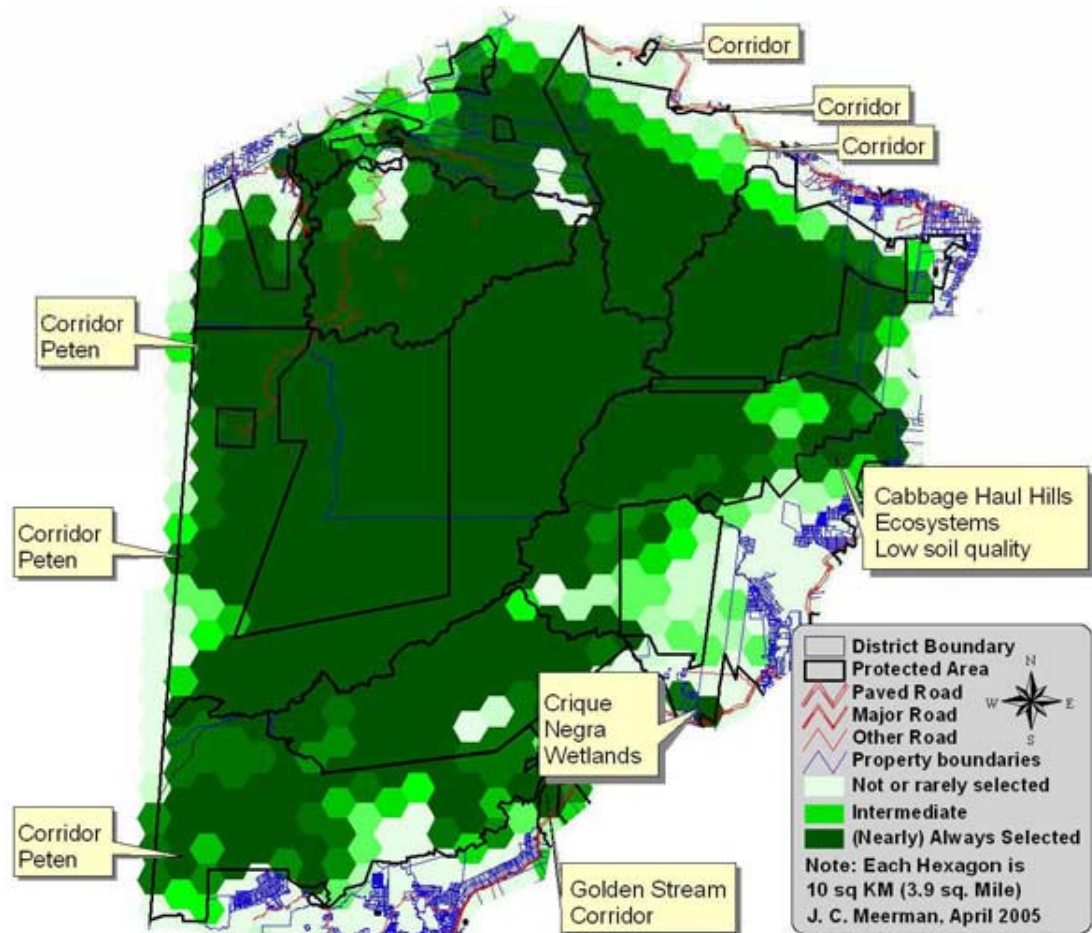 Corridor
Corridor
Corridor
Corridor
Peten
Cabbage Haul Hills
Ecosystems
Low soil quality
Corridor
Peten
Crique
Negra
Wetlands
Corridor
Peten
Golden Stream
Corridor
District Boundary
Protected Area
Paved Road
Major Road
Other Road
Property boundaries
Not or rarely selected
Intermediate
(Nearly) Always Selected
Note: Each Hexagon is
10 sq KM (3.9 sq. Mile)
J. C. Meerman, April 2005
N
W E
S